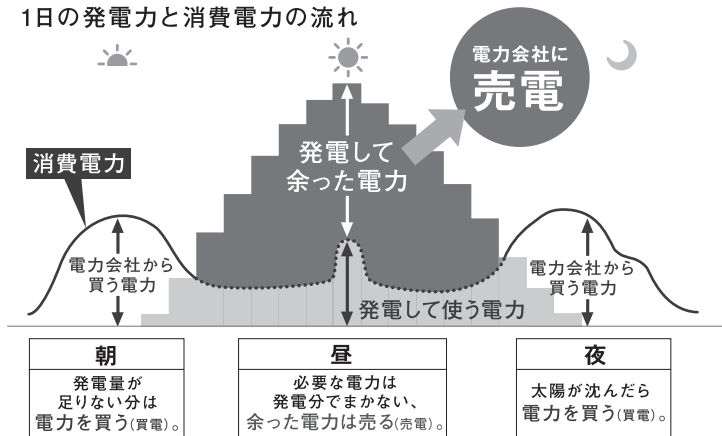 1日の発電力と消費電力の流れ
電力会社に
売電
消費電力
発電して
余った電力
電力会社から
買う電力
電力会社から
買う電力
発電して使う電力
朝
発電量が
足りない分は
電力を買う(買電)。
昼
必要な電力は
発電分でまかない、
余った電力は売る(売電)。
夜
太陽が沈んだら
電力を買う(買電)。